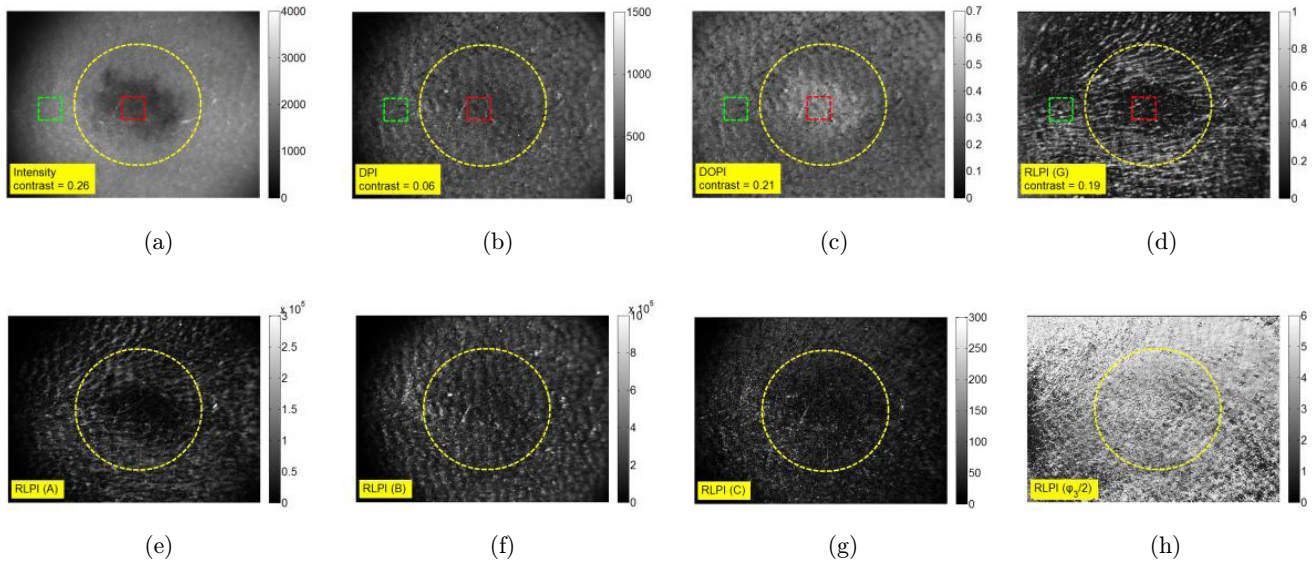 4000
3000
2000
1000
0
Intensity
contrast = 0.26
(a)
1500
1000
500
0
DPI
contrast = 0.06
(b)
0.7
0.6
0.5
0.4
0.3
0.2
0.1
0
DOPI
contrast = 0.21
(c)
1
0.8
0.6
0.4
0.2
0
RLPI (G)
contrast = 0.19
(d)
x 10⁶
3
2.5
2
1.5
1
0.5
0
RLPI (A)
(e)
x 10⁵
10
8
6
4
2
0
RLPI (B)
(f)
300
250
200
150
100
50
0
RLPI (C)
(g)
6
5
4
3
2
1
0
RLPI (φ₃/2)
(h)